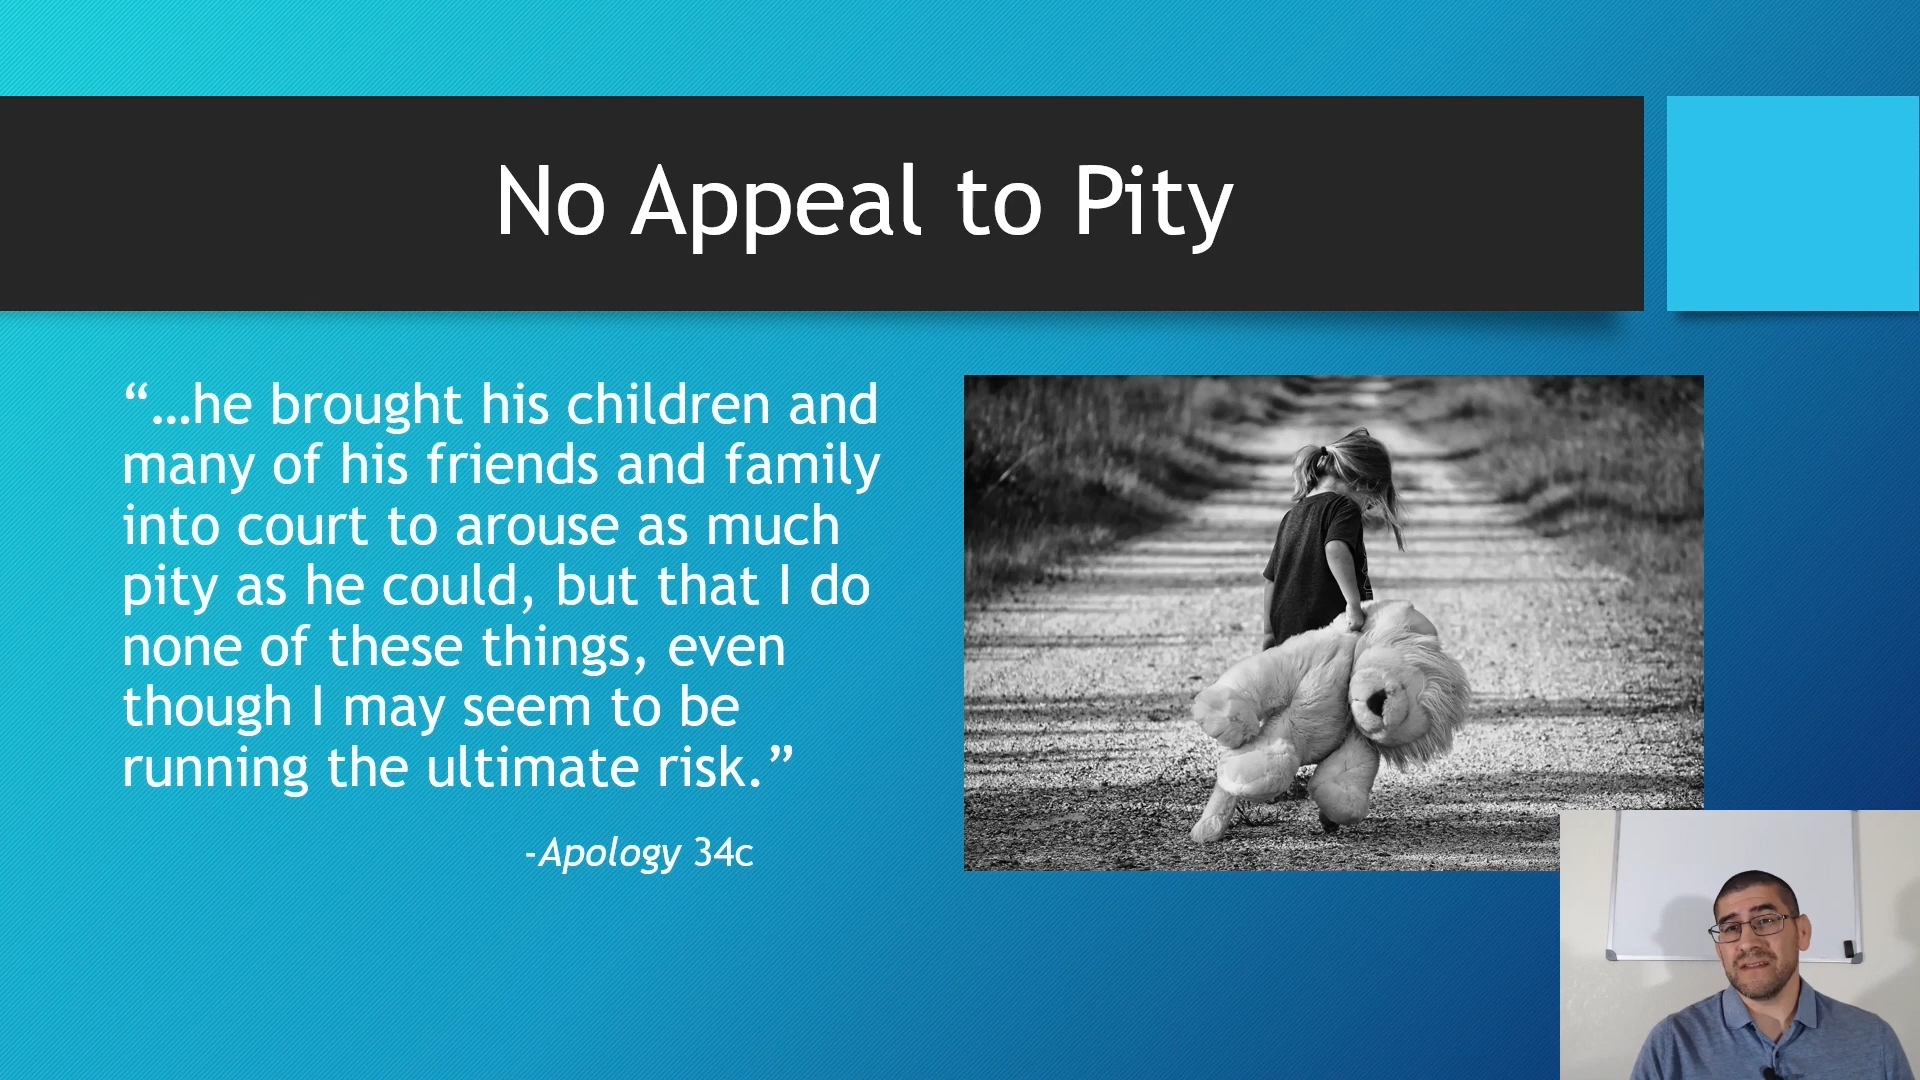 No Appeal to Pity
“…he brought his children and
many of his friends and family
into court to arouse as much
pity as he could, but that I do
none of these things, even
though I may seem to be
running the ultimate risk.”
-Apology 34c